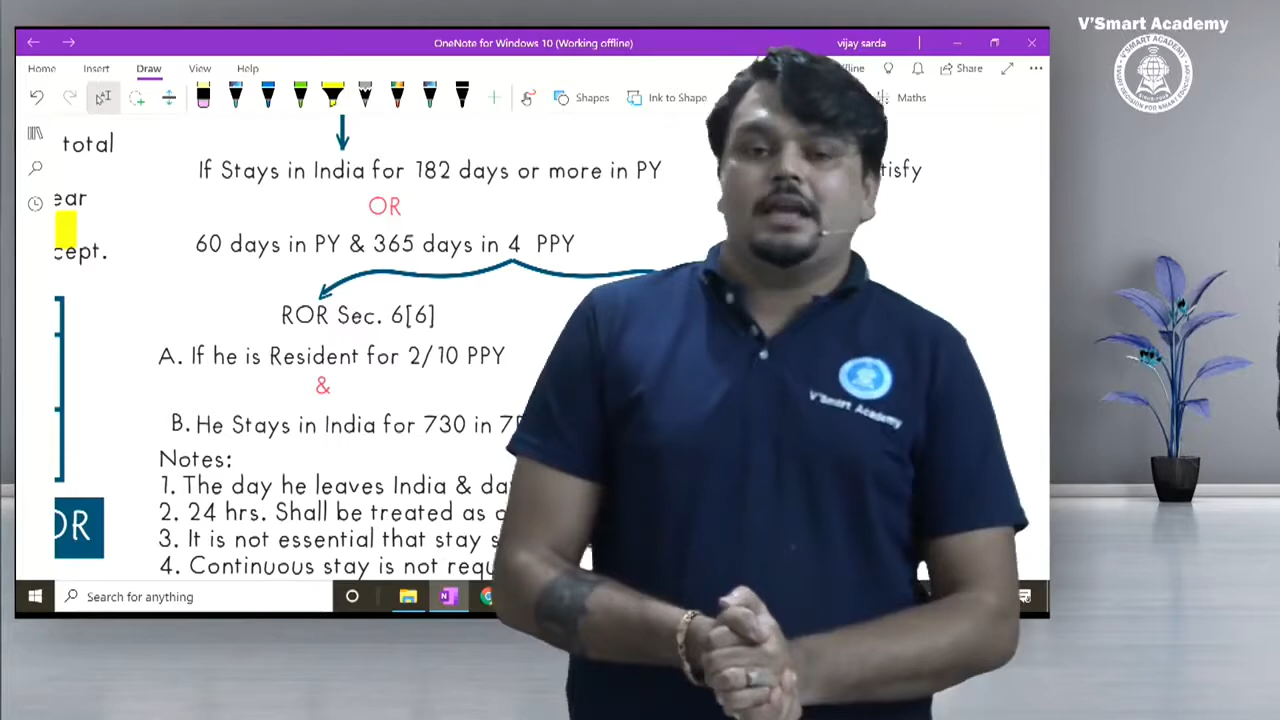 V'Smart Academy
OneNote for Windows 10 (Working offline)
vijay sarda
Home Insert Draw View Help
Share
Shapes
Ink to Shape
Maths
total
If Stays in India for 182 days or more in PY
OR
60 days in PY & 365 days in 4 PPY
cept.
ROR Sec. 6[6]
A. If he is Resident for 2/10 PPY
&
B. He Stays in India for 730 in 7
Notes:
1. The day he leaves India &
2. 24 hrs. Shall be treated as
3. It is not essential that stay
4. Continuous stay is not
OR
Search for anything
V'Smart Academy